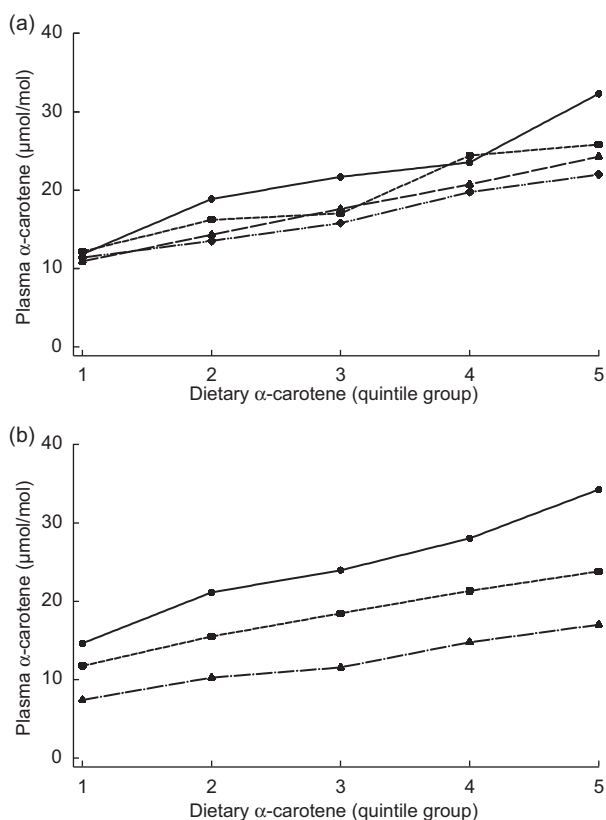 (a)
Plasma α-carotene (μmol/mol)
40
30
20
10
0
1 2 3 4 5
Dietary α-carotene (quintile group)
(b)
Plasma α-carotene (μmol/mol)
40
30
20
10
0
1 2 3 4 5
Dietary α-carotene (quintile group)